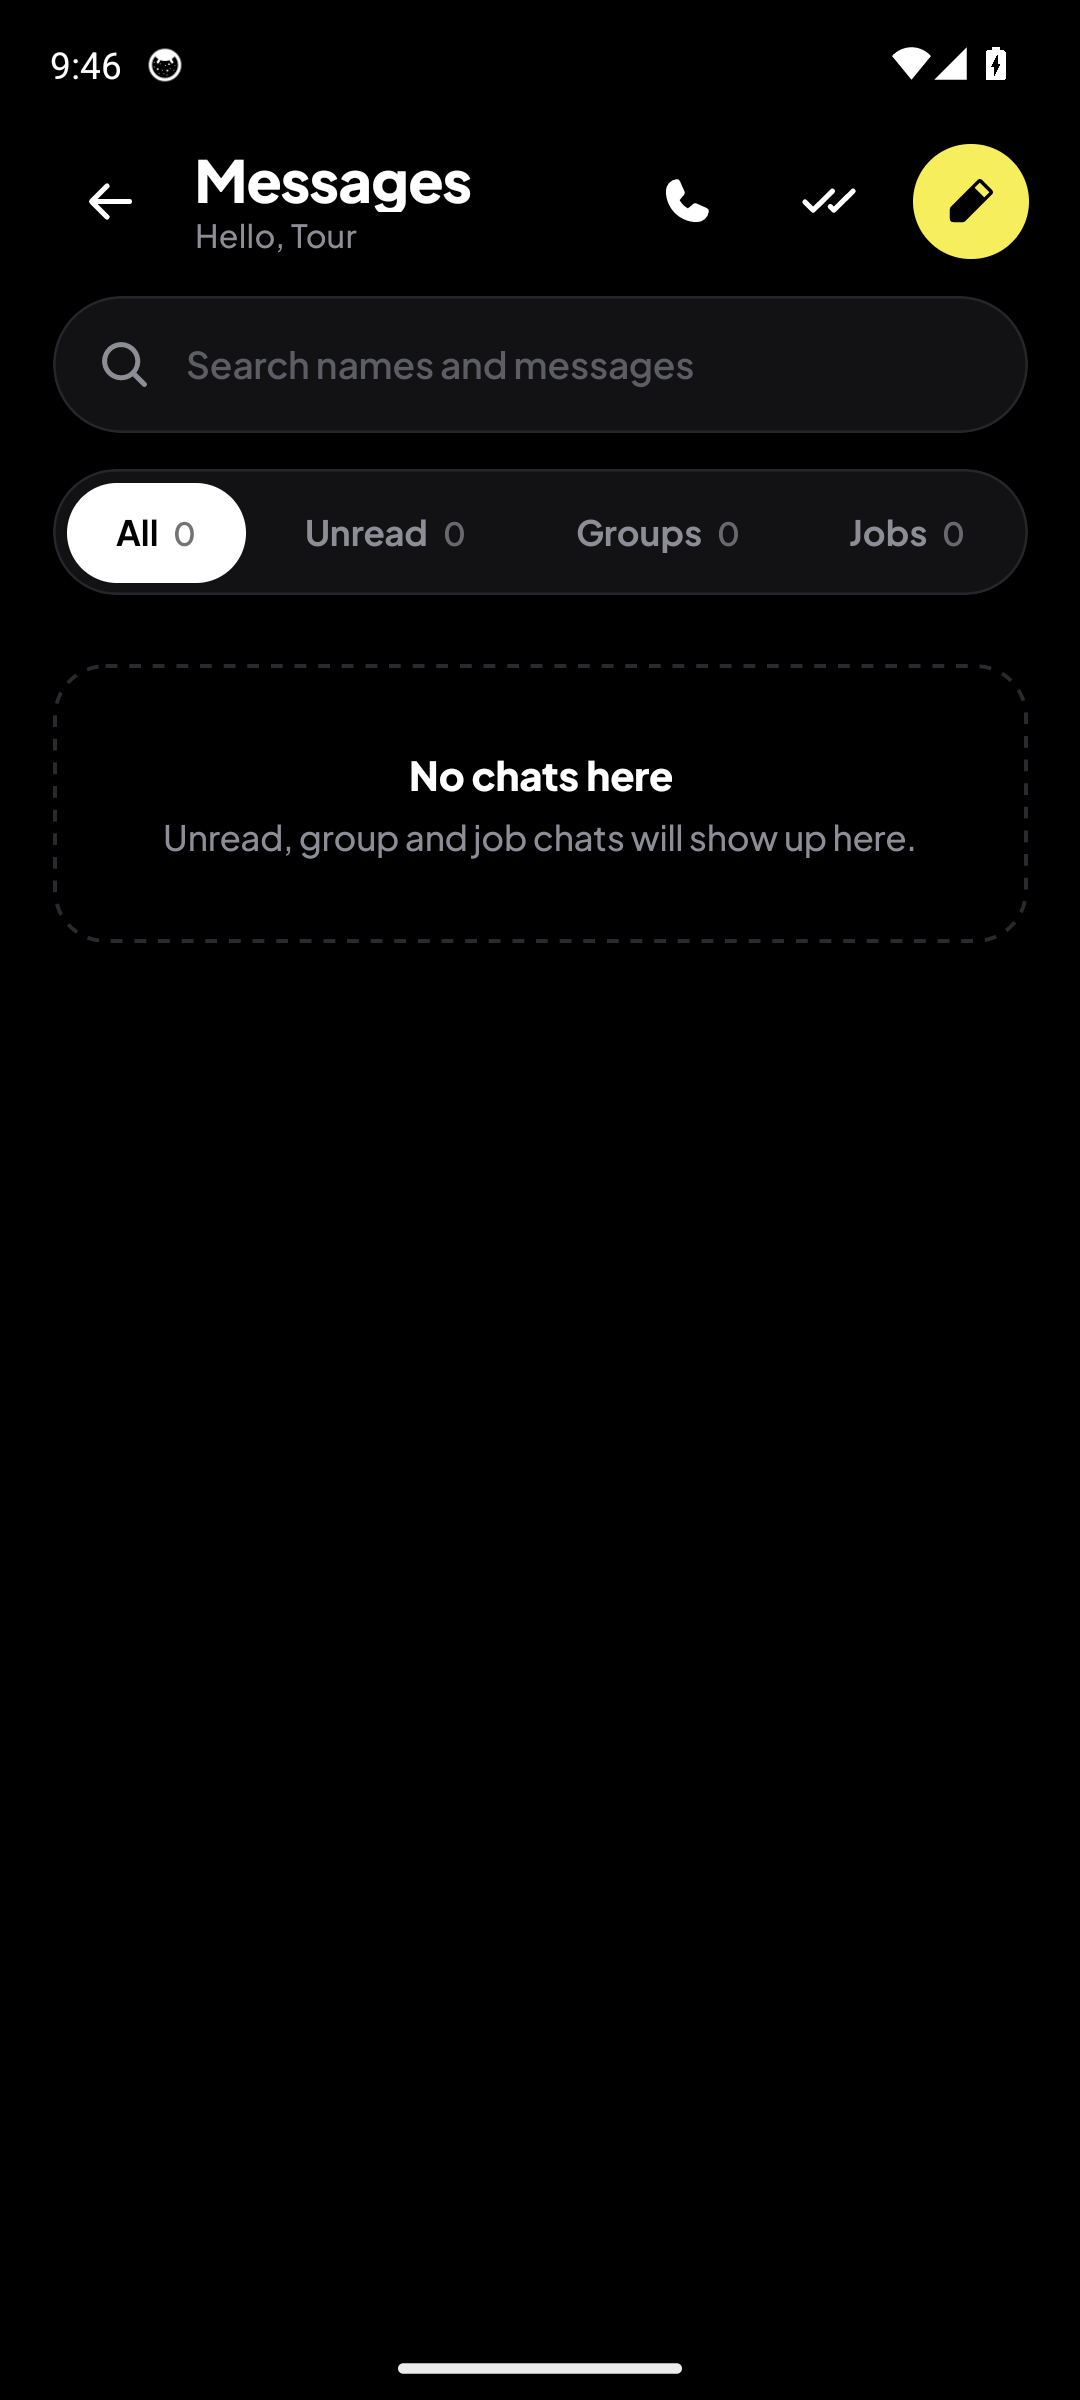 9:46
Messages
Hello, Tour
Search names and messages
All 0 Unread 0 Groups 0 Jobs 0
No chats here
Unread, group and job chats will show up here.